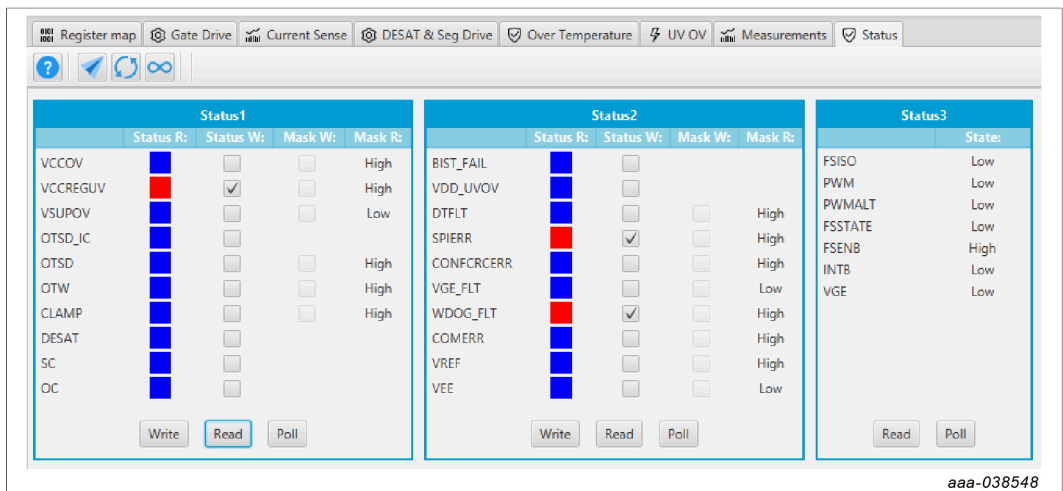 0101 1001 Register map Gate Drive Current Sense DESAT & Seg Drive Over Temperature UV OV Measurements Status
?
Status1
Status R: Status W: Mask W: Mask R:
VCCOV High
VCCREGUV High
VSUPOV Low
OTSD_IC
OTSD High
OTW High
CLAMP High
DESAT
SC
OC
Write Read Poll
Status2
Status R: Status W: Mask W: Mask R:
BIST_FAIL
VDD_UVOV
DTFLT High
SPIERR High
CONFCRCERR High
VGE_FLT Low
WDOG_FLT High
COMERR High
VREF High
VEE Low
Write Read Poll
Status3
State:
FSISO Low
PWM Low
PWMALT Low
FSSTATE Low
FSENB High
INTB Low
VGE Low
Read Poll
aaa-038548